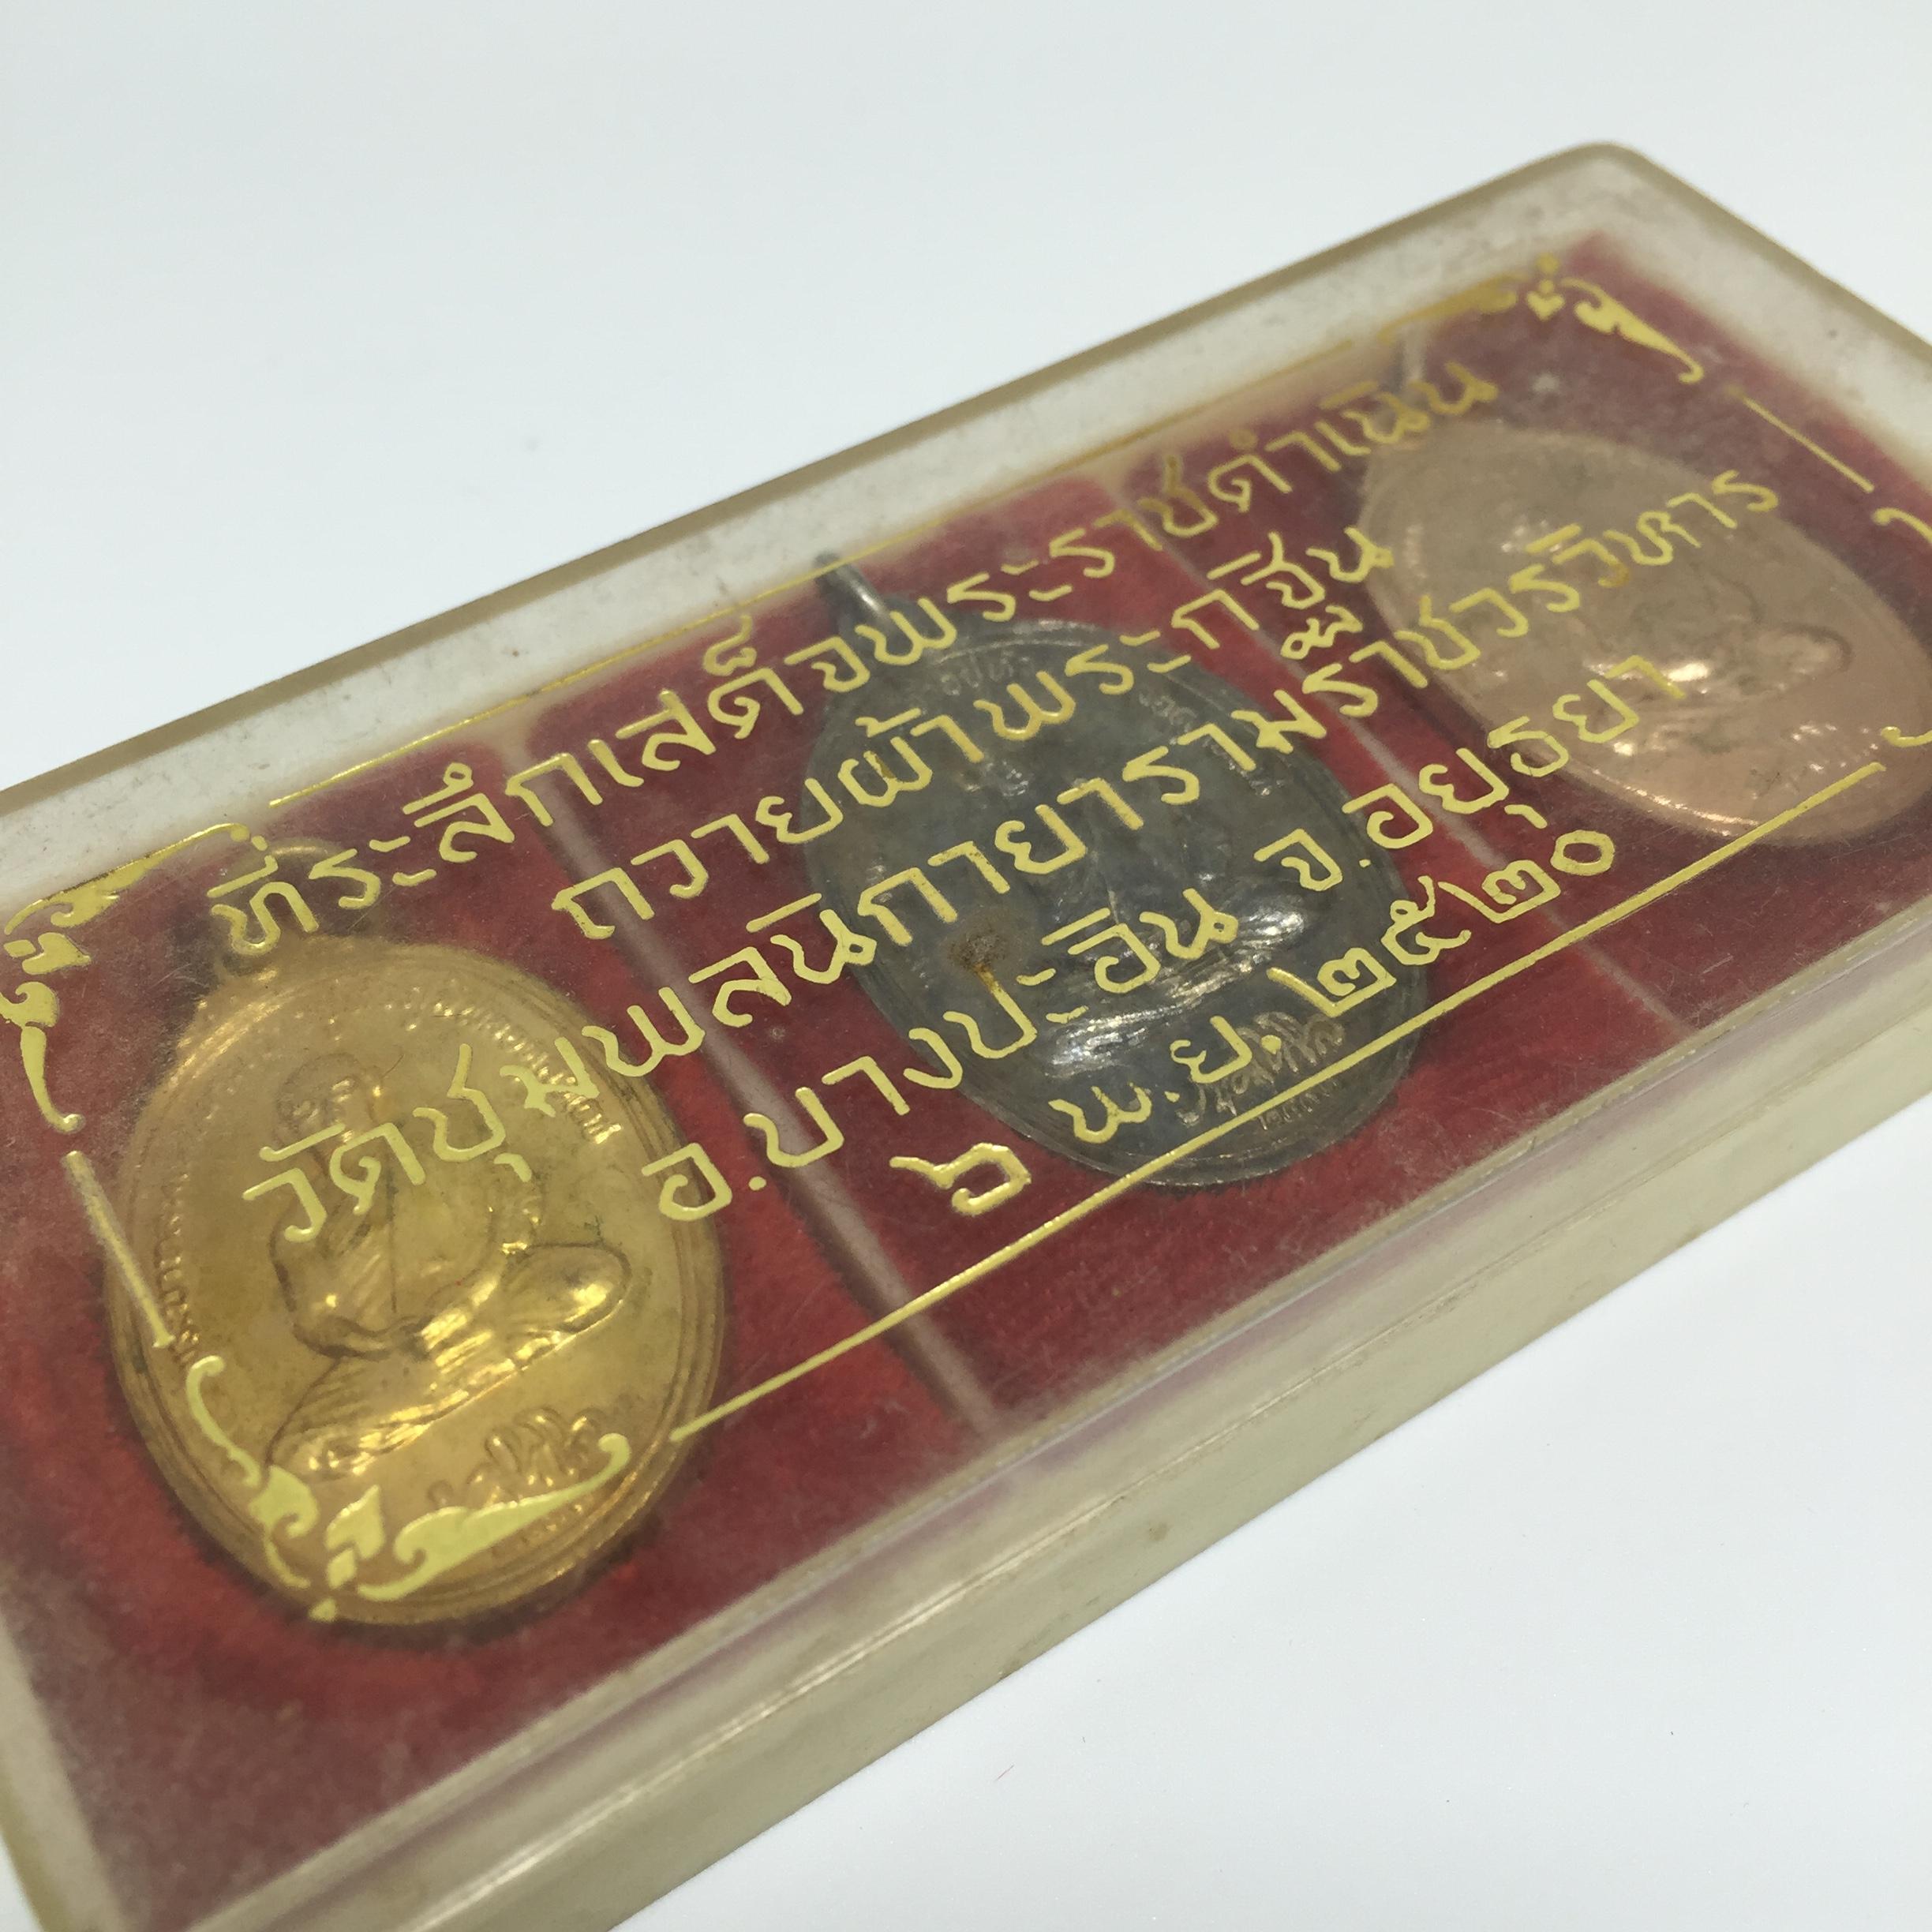 ที่ระลึกเสด็จพระราชดำเนิน
ถวายผ้าพระกฐิน
วัดชุมพลนิกายารามราชวรวิหาร
อ.บางปะอิน จ.อยุธยา
๖ พ.ย. ๒๕๒๐